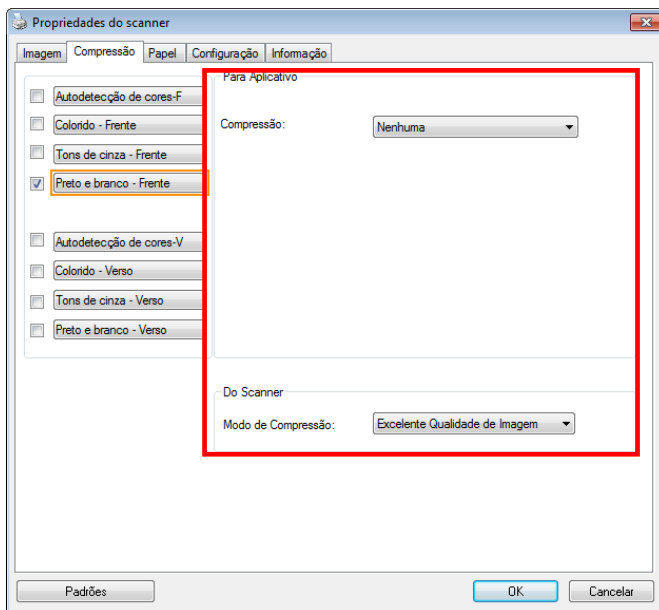 Propriedades do scanner
Imagem Compressão Papel Configuração Informação
Autodetecção de cores-F
Colorido - Frente
Tons de cinza - Frente
Preto e branco - Frente
Autodetecção de cores-V
Colorido - Verso
Tons de cinza - Verso
Preto e branco - Verso
Para Aplicativo
Compressão: Nenhuma
Do Scanner
Modo de Compressão: Excelente Qualidade de Imagem
Padrões OK Cancelar